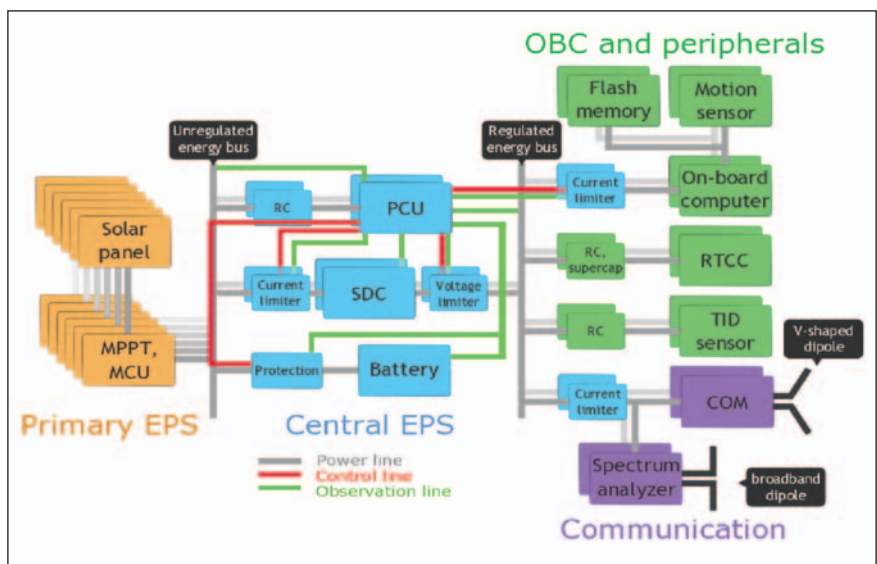 OBC and peripherals
Flash
memory
Motion
sensor
Unregulated
energy bus
Regulated
energy bus
Current
limiter
On-board
computer
RC
PCU
Solar
panel
RC,
supercap
RTCC
Current
limiter
SDC
Voltage
limiter
RC
TID
sensor
V-shaped
dipole
MPPT,
MCU
Protection
Battery
Current
limiter
COM
Primary EPS
Central EPS
Power line
Control line
Observation line
Spectrum
analyzer
broadband
dipole
Communication